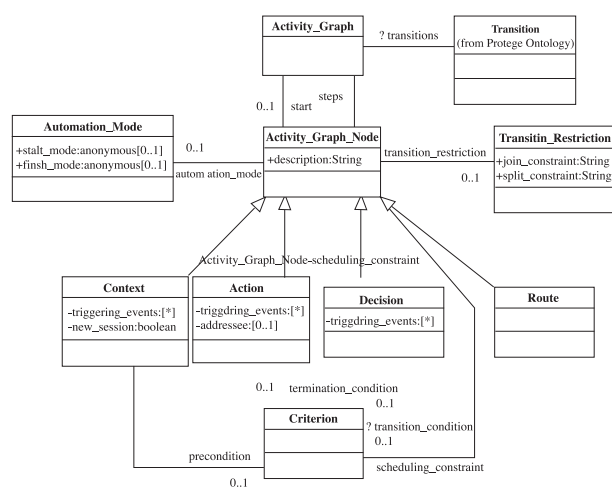 Activity_Graph
? transitions
Transition
(from Protege Ontology)
0..1
start
steps
Automation_Mode
+stalt_mode:anonymous[0..1]
+finsh_mode:anonymous[0..1]
0..1
autom ation_mode
Activity_Graph_Node
+description:String
transition_restriction
0..1
Transitin_Restriction
+join_constraint:String
+split_constraint:String
Activity_Graph_Node-scheduling_constraint
Context
-triggering_events:[*]
-new_session:boolean
Action
-triggdring_events:[*]
-addressee:[0..1]
Decision
-triggdring_events:[*]
Route
0..1
termination_condition
0..1
Criterion
? transition_condition
0..1
precondition
0..1
scheduling_constraint